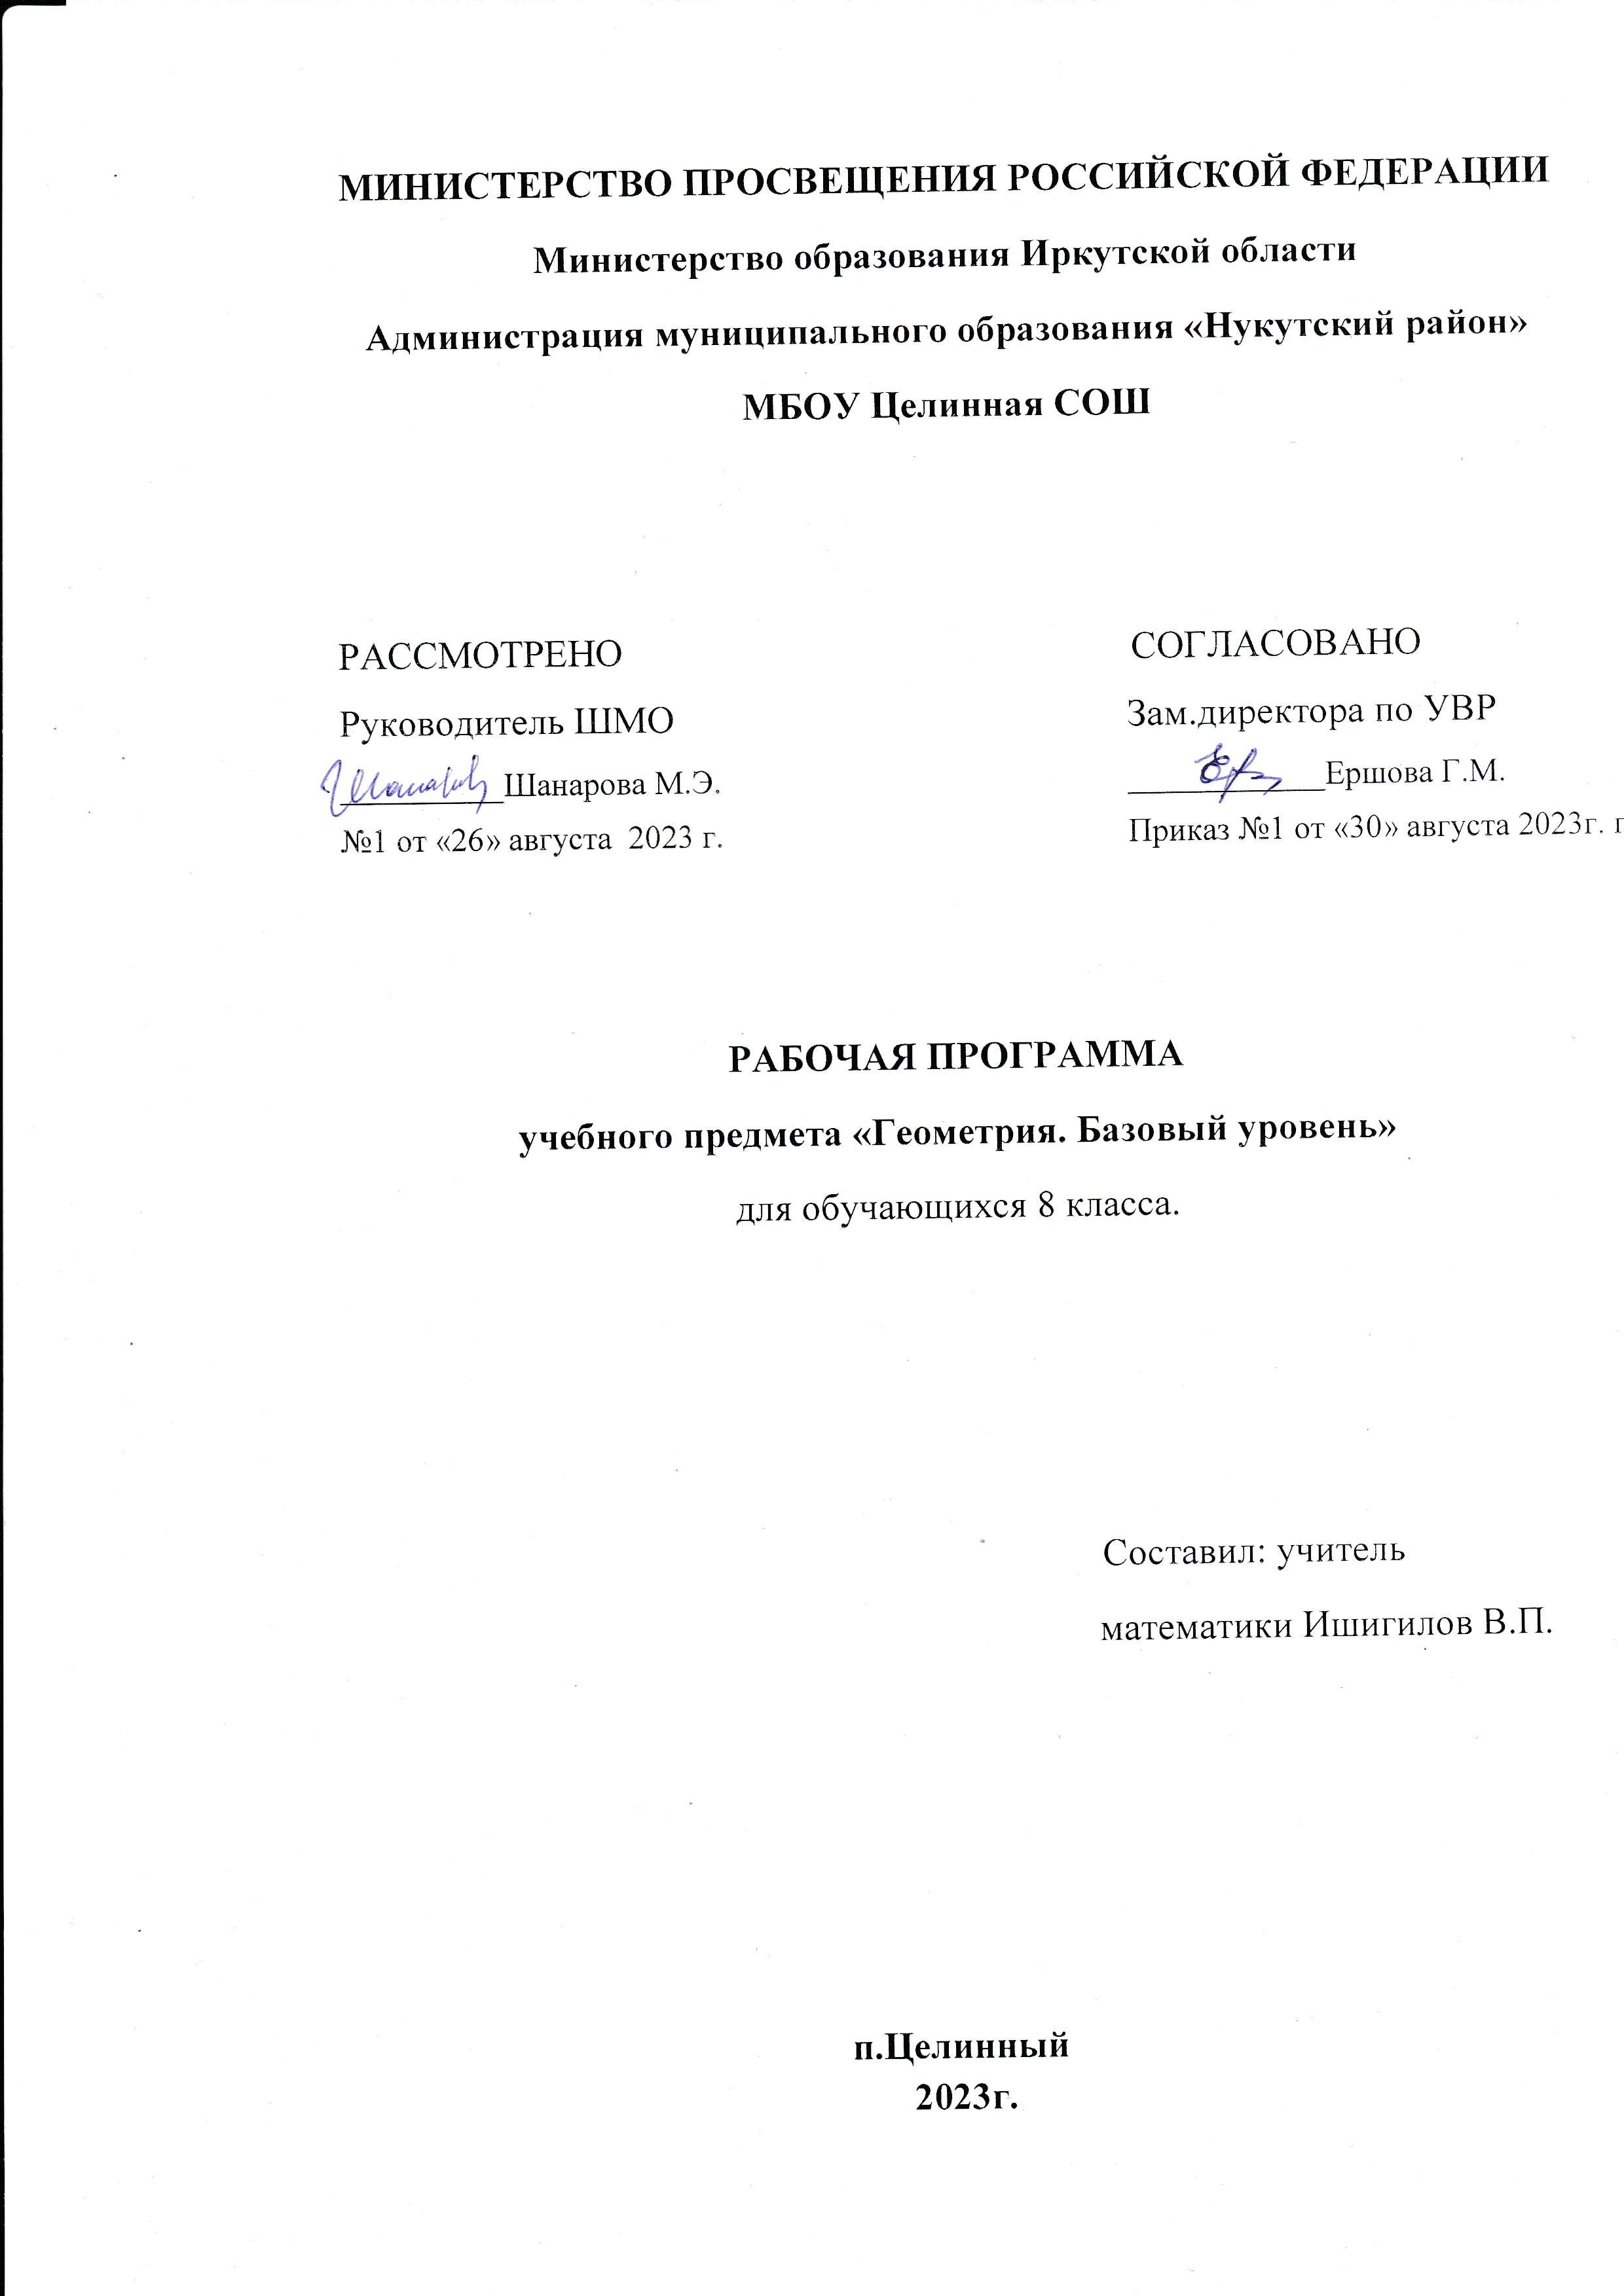 МИНИСТЕРСТВО ПРОСВЕЩЕНИЯ РОССИЙСКОЙ ФЕДЕРАЦИИ
Министерство образования Иркутской области
Администрация муниципального образования «Нукутский район»
МБОУ Целинная СОШ
РАССМОТРЕНО
Руководитель ШМО
Шанарова М.Э.
№1 от «26» августа 2023 г.
СОГЛАСОВАНО
Зам.директора по УВР
Ершова Г.М.
Приказ №1 от «30» августа 2023г. г
РАБОЧАЯ ПРОГРАММА
учебного предмета «Геометрия. Базовый уровень»
для обучающихся 8 класса.
Составил: учитель
математики Ишигилов В.П.
п.Целинный
2023г.